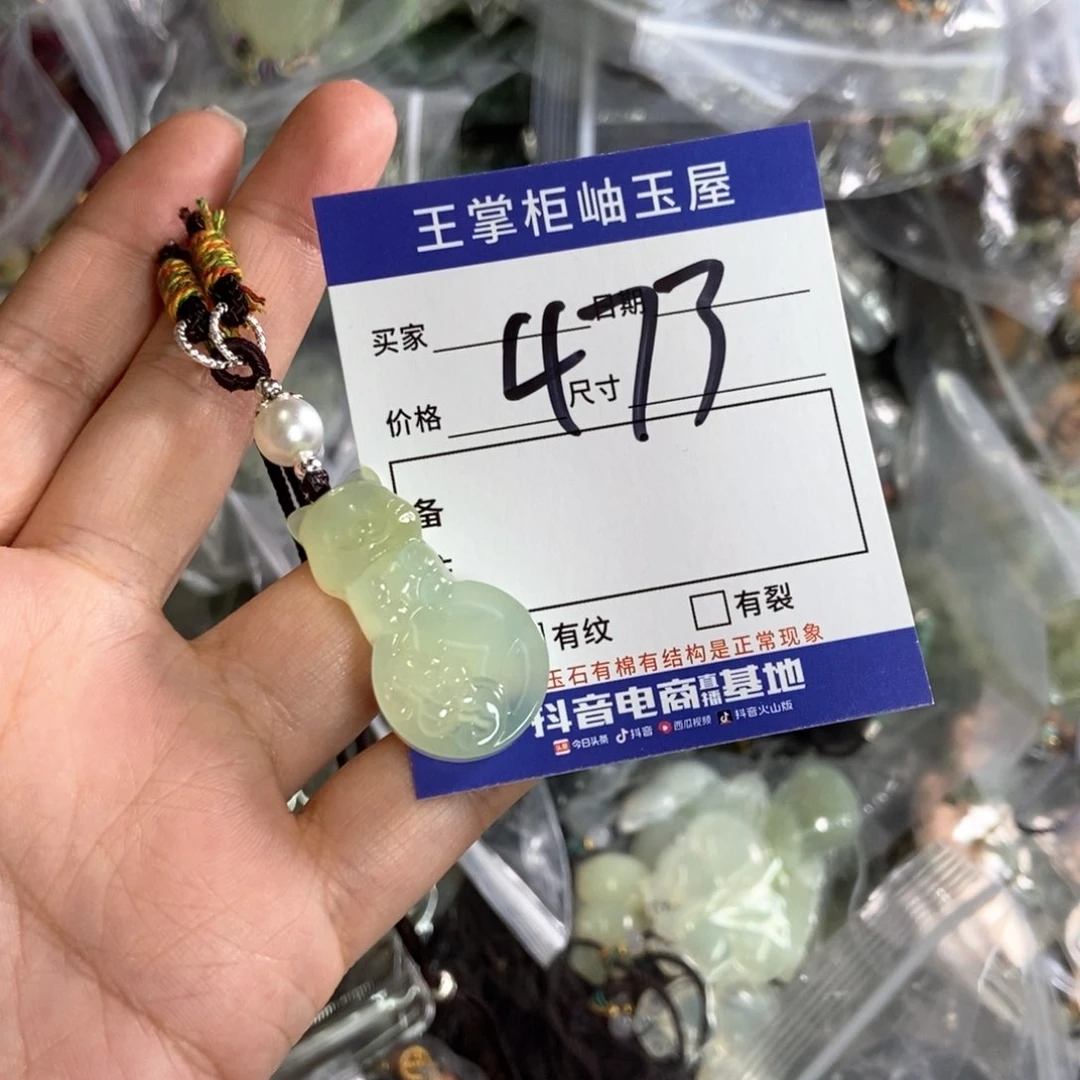 王掌柜岫玉屋
买家 日期
473
价格 尺寸
备
有纹 有裂
玉石有棉有结构是正常现象
抖音电商直播基地
今日头条 抖音 西瓜视频 抖音火山版